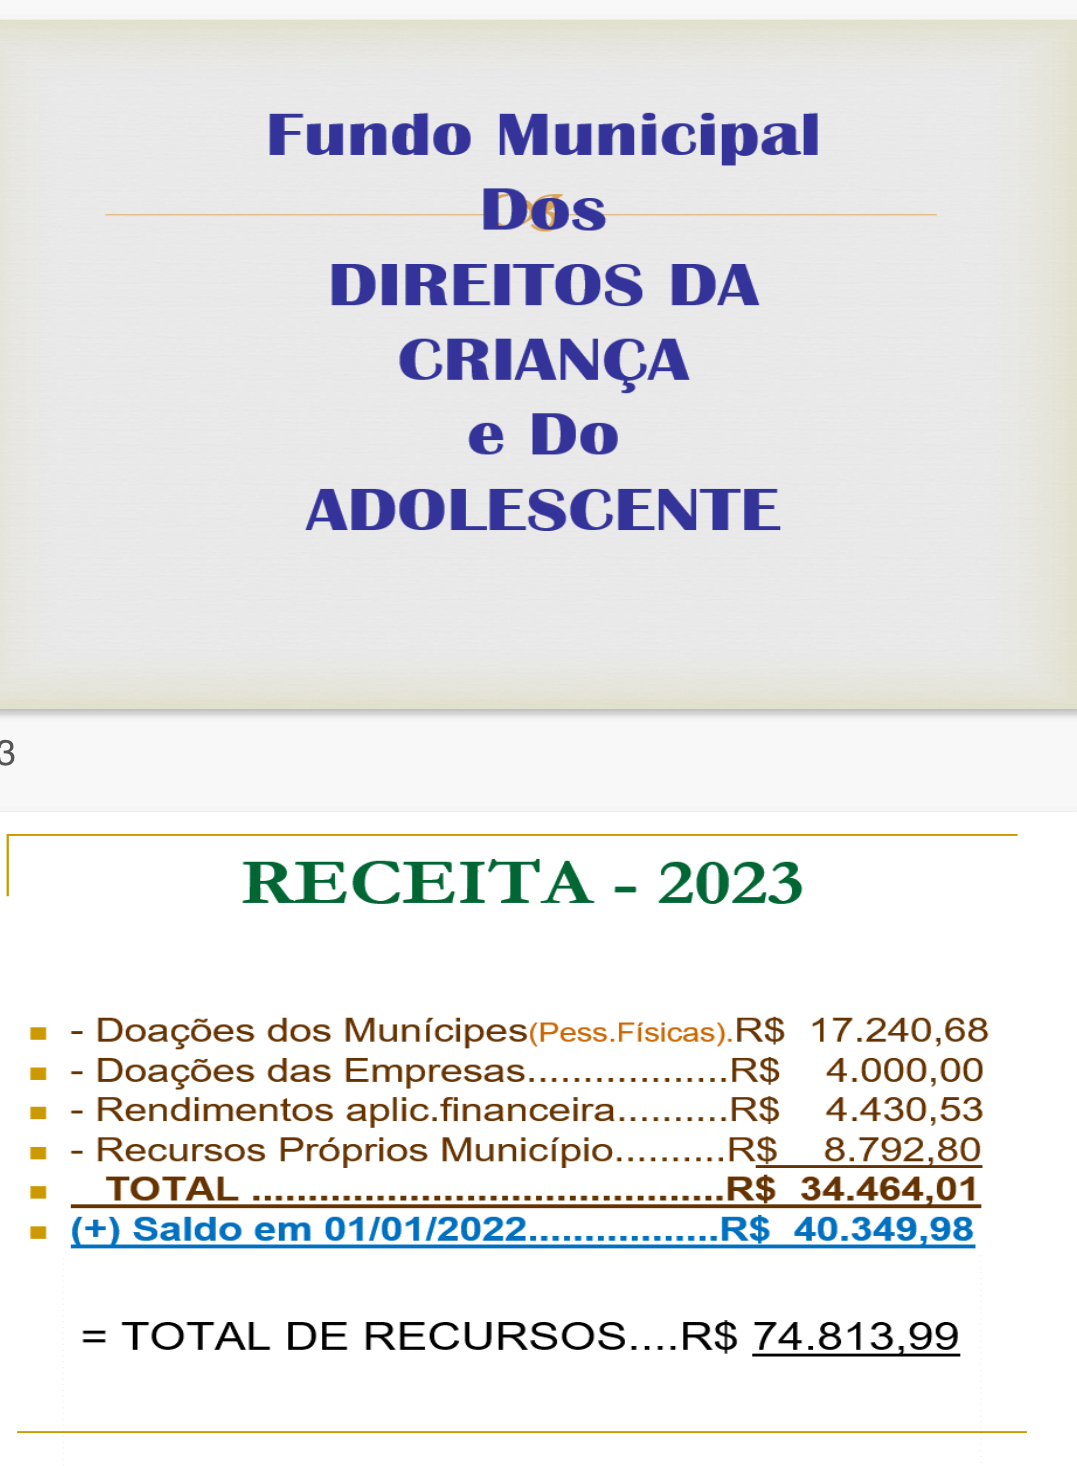 Fundo Municipal
Dos
DIREITOS DA
CRIANÇA
e Do
ADOLESCENTE
3
RECEITA - 2023
- Doações dos Munícipes(Pess.Físicas).R$ 17.240,68
- Doações das Empresas..................R$ 4.000,00
- Rendimentos aplic.financeira..........R$ 4.430,53
- Recursos Próprios Município..........R$ 8.792,80
TOTAL ..........................................R$ 34.464,01
(+) Saldo em 01/01/2022.................R$ 40.349,98
= TOTAL DE RECURSOS....R$ 74.813,99